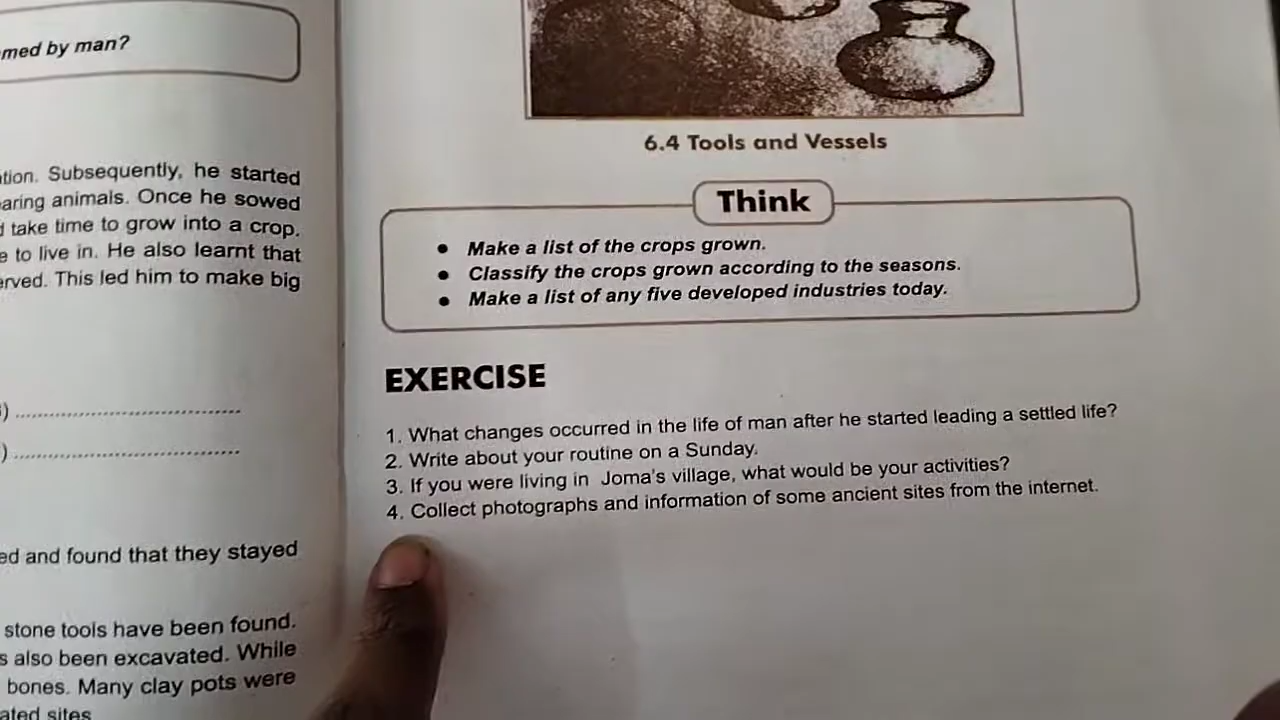 med by man?
tion. Subsequently, he started
aring animals. Once he sowed
d take time to grow into a crop.
e to live in. He also learnt that
rved. This led him to make big
) ........................................
) ........................................
ed and found that they stayed
stone tools have been found.
s also been excavated. While
bones. Many clay pots were
ated sites
6.4 Tools and Vessels
Think
• Make a list of the crops grown.
• Classify the crops grown according to the seasons.
• Make a list of any five developed industries today.
EXERCISE
1. What changes occurred in the life of man after he started leading a settled life?
2. Write about your routine on a Sunday.
3. If you were living in Joma's village, what would be your activities?
4. Collect photographs and information of some ancient sites from the internet.